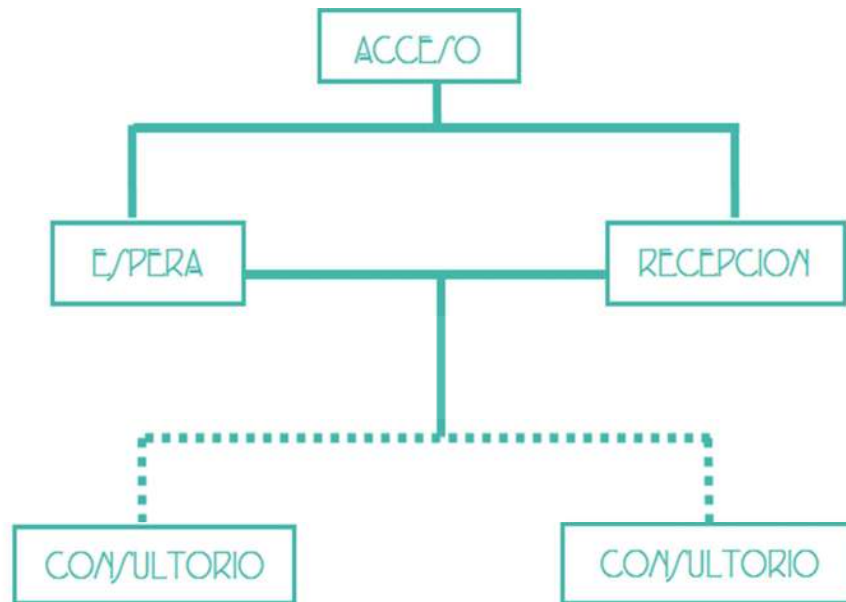 ACCESO
ESPERA
RECEPCION
CONSULTORIO
CONSULTORIO